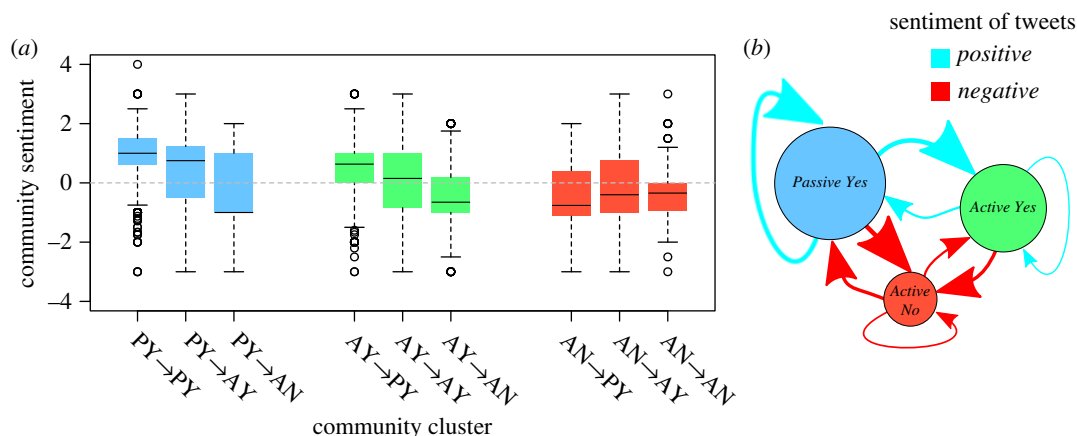 (a)
community sentiment
4
2
0
−2
−4
PY→PY
PY→AY
PY→AN
AY→PY
AY→AY
AY→AN
AN→PY
AN→AY
AN→AN
community cluster
(b)
sentiment of tweets
positive
negative
Passive Yes
Active Yes
Active
No